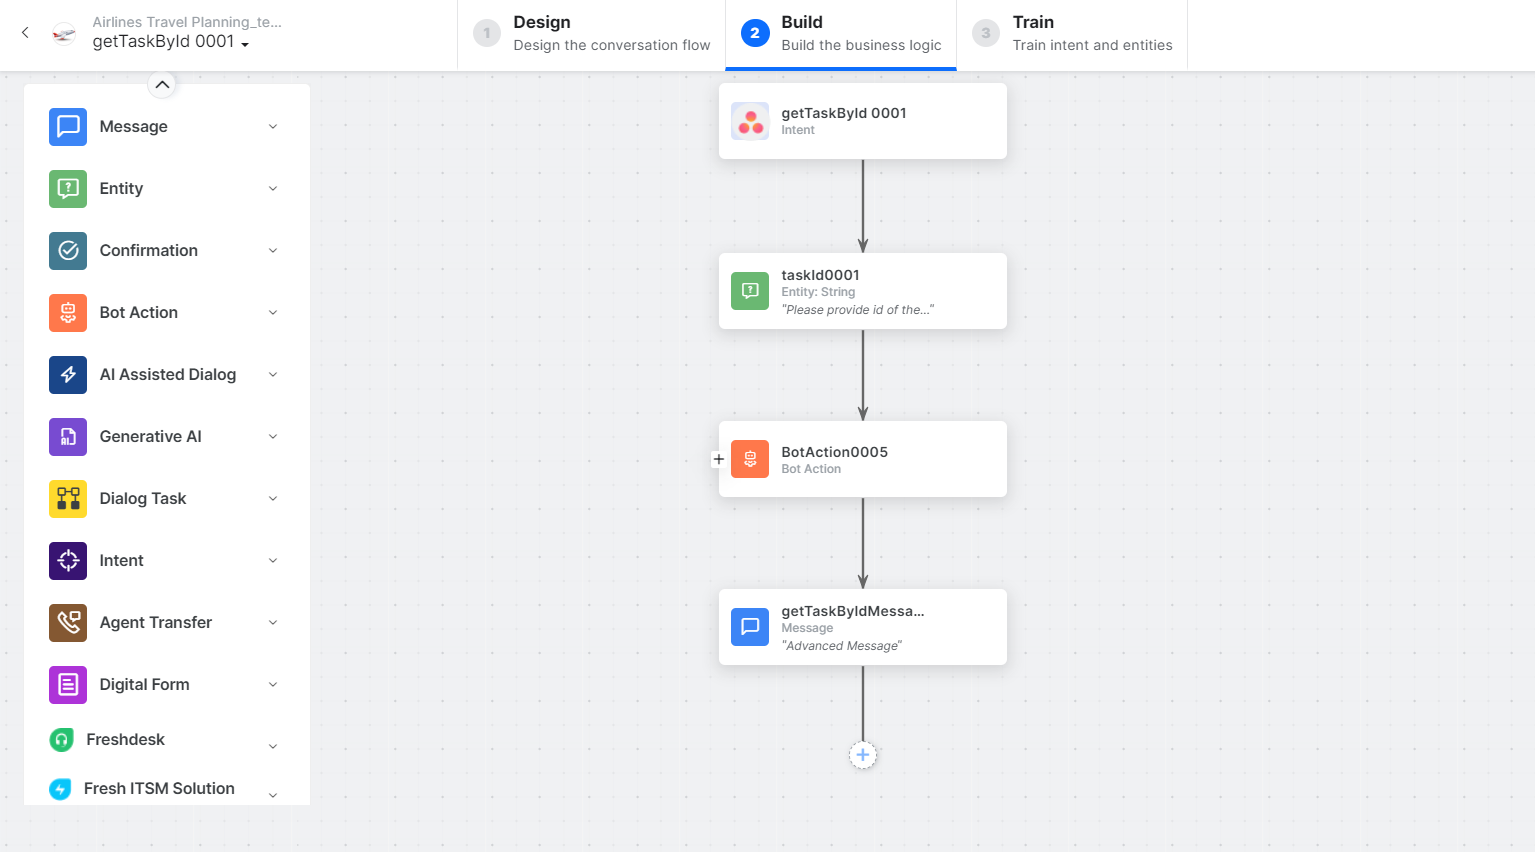 Airlines Travel Planning_te...
getTaskById 0001
1
Design
Design the conversation flow
2
Build
Build the business logic
3
Train
Train intent and entities
Message
Entity
Confirmation
Bot Action
AI Assisted Dialog
Generative AI
Dialog Task
Intent
Agent Transfer
Digital Form
Freshdesk
Fresh ITSM Solution
getTaskById 0001
Intent
taskId0001
Entity: String
"Please provide id of the..."
BotAction0005
Bot Action
getTaskByIdMessa...
Message
"Advanced Message"